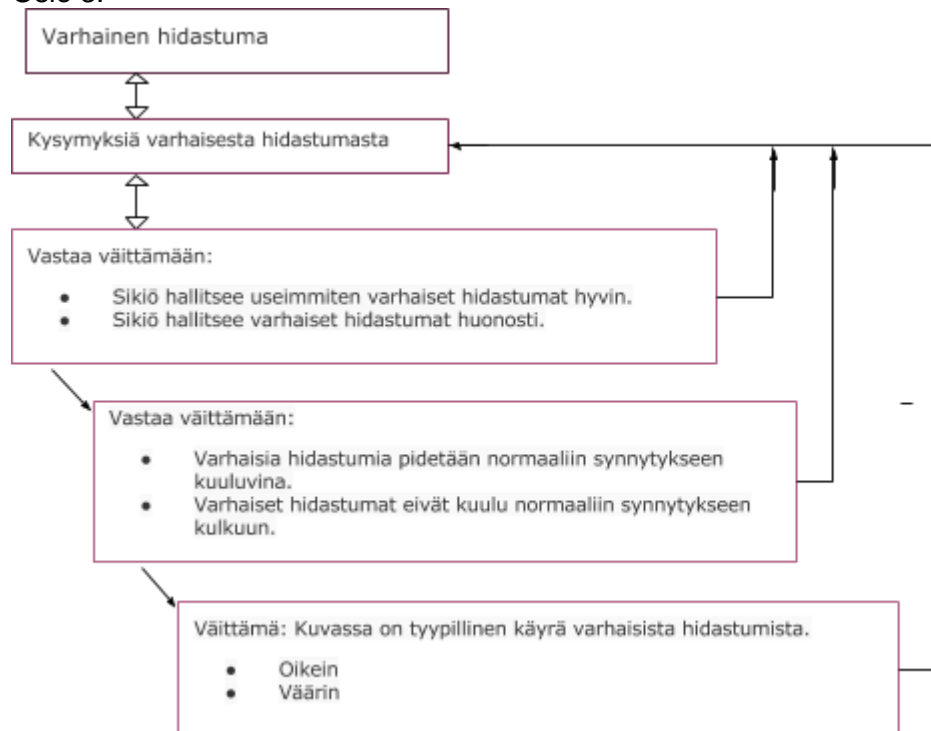 Varhainen hidastuma
Kysymyksiä varhaisesta hidastumasta
Vastaa väittämään:
● Sikiö hallitsee useimmiten varhaiset hidastumat hyvin.
● Sikiö hallitsee varhaiset hidastumat huonosti.
Vastaa väittämään:
● Varhaisia hidastumia pidetään normaaliin synnytykseen
kuuluvina.
● Varhaiset hidastumat eivät kuulu normaaliin synnytykseen
kulkuun.
Väittämä: Kuvassa on tyypillinen käyrä varhaisista hidastumista.
● Oikein
● Väärin